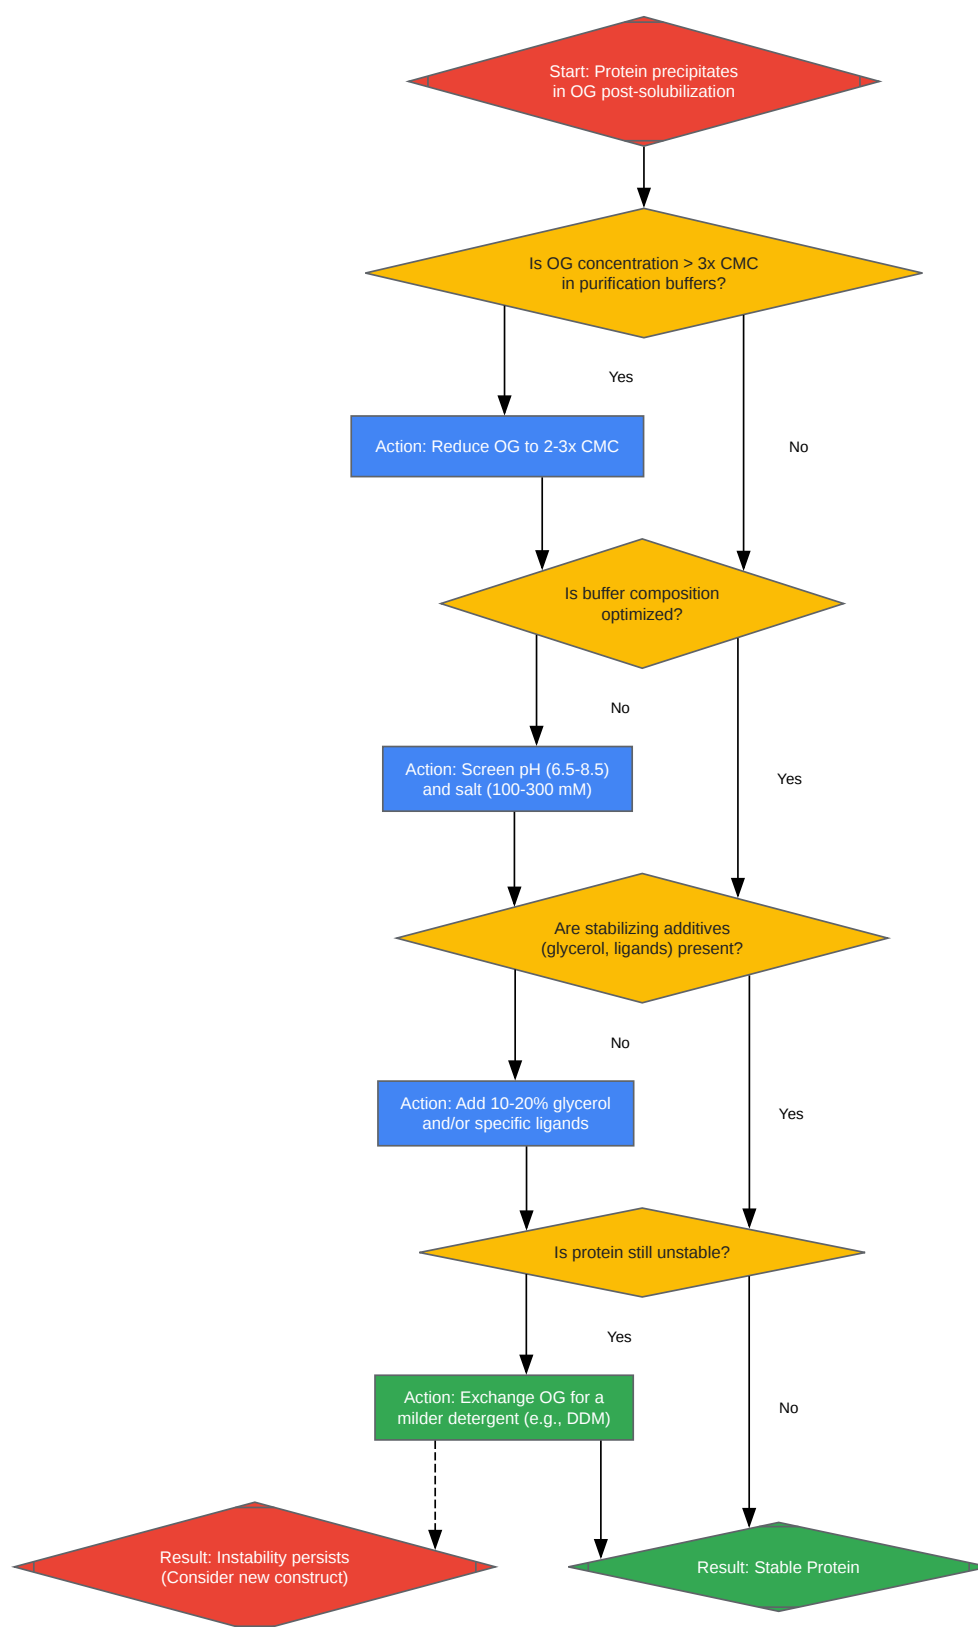 Start: Protein precipitates
in OG post-solubilization
Is OG concentration > 3x CMC
in purification buffers?
Yes
Action: Reduce OG to 2-3x CMC
No
Is buffer composition
optimized?
No
Action: Screen pH (6.5-8.5)
and salt (100-300 mM)
Yes
Are stabilizing additives
(glycerol, ligands) present?
No
Action: Add 10-20% glycerol
and/or specific ligands
Yes
Is protein still unstable?
Yes
Action: Exchange OG for a
milder detergent (e.g., DDM)
No
Result: Instability persists
(Consider new construct)
Result: Stable Protein